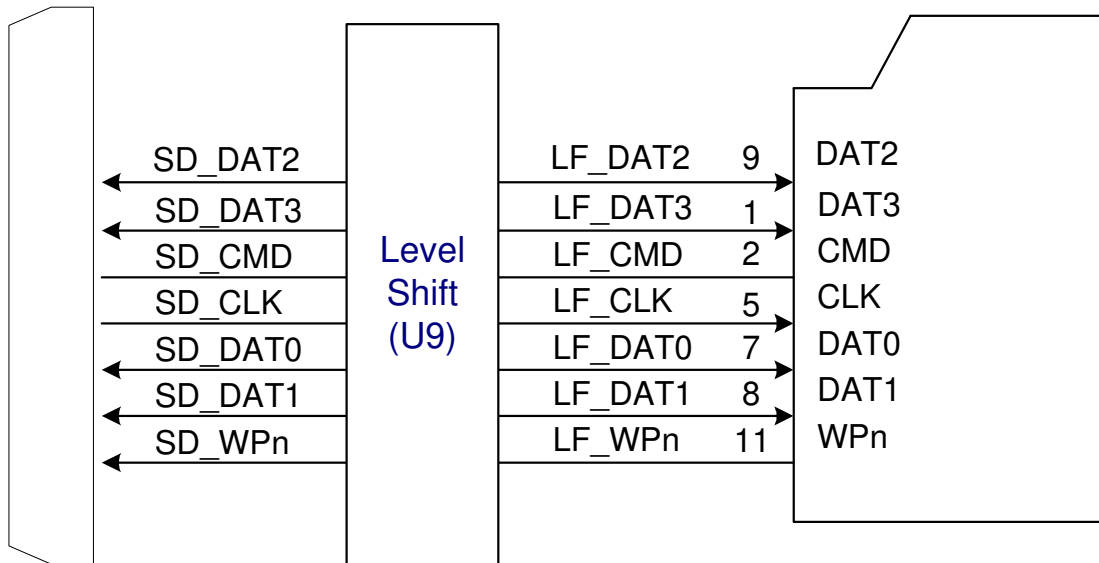 SD_DAT2 LF_DAT2 9 DAT2
SD_DAT3 LF_DAT3 1 DAT3
SD_CMD LF_CMD 2 CMD
Level
Shift
(U9)
SD_CLK LF_CLK 5 CLK
SD_DAT0 LF_DAT0 7 DAT0
SD_DAT1 LF_DAT1 8 DAT1
SD_WPn LF_WPn 11 WPn